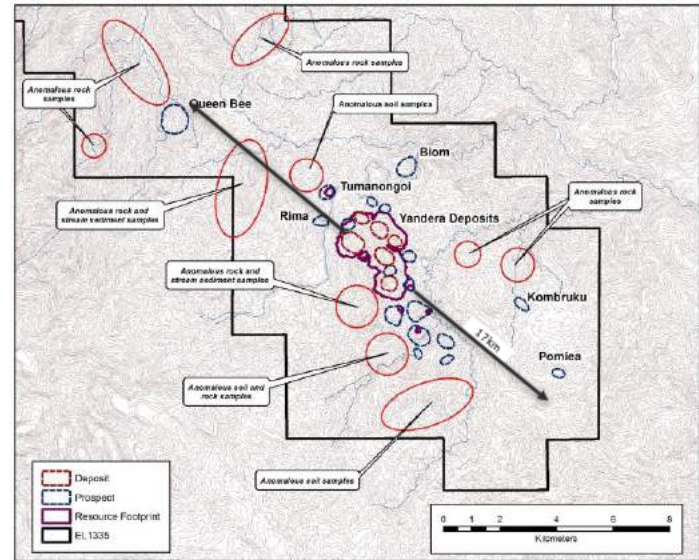 Anomalous rock samples
Anomalous rock
samples
Queen Bee
Anomalous soil samples
Biom
Tumanongoi
Anomalous rock
samples
Anomalous rock and
stream sediment samples
Rima
Yandera Deposits
Anomalous rock and
stream sediment samples
Kombruku
17km
Pomiea
Anomalous soil and
rock samples
Anomalous soil samples
Deposit
Prospect
Resource Footprint
EL1335
0 1 2 4 6 8
Kilometers